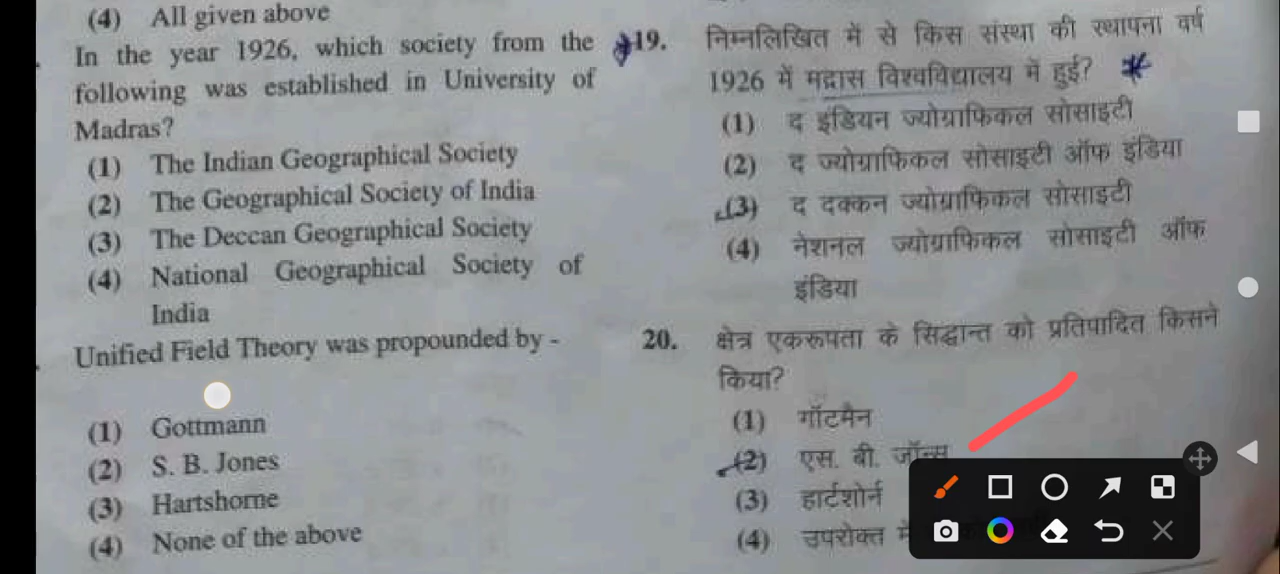 (4) All given above
In the year 1926, which society from the
following was established in University of
Madras?
(1) The Indian Geographical Society
(2) The Geographical Society of India
(3) The Deccan Geographical Society
(4) National Geographical Society of
India
Unified Field Theory was propounded by -
(1) Gottmann
(2) S. B. Jones
(3) Hartshorne
(4) None of the above
19. निम्नलिखित में से किस संस्था की स्थापना वर्ष
1926 में मद्रास विश्वविद्यालय में हुई?
(1) द इंडियन ज्योग्राफिकल सोसाइटी
(2) द ज्योग्राफिकल सोसाइटी ऑफ इंडिया
(3) द दक्कन ज्योग्राफिकल सोसाइटी
(4) नेशनल ज्योग्राफिकल सोसाइटी ऑफ
इंडिया
20. क्षेत्र एकरूपता के सिद्धान्त को प्रतिपादित किसने
किया?
(1) गॉटमैन
(2) एस. बी. जॉन्स
(3) हार्टशोर्न
(4) उपरोक्त में